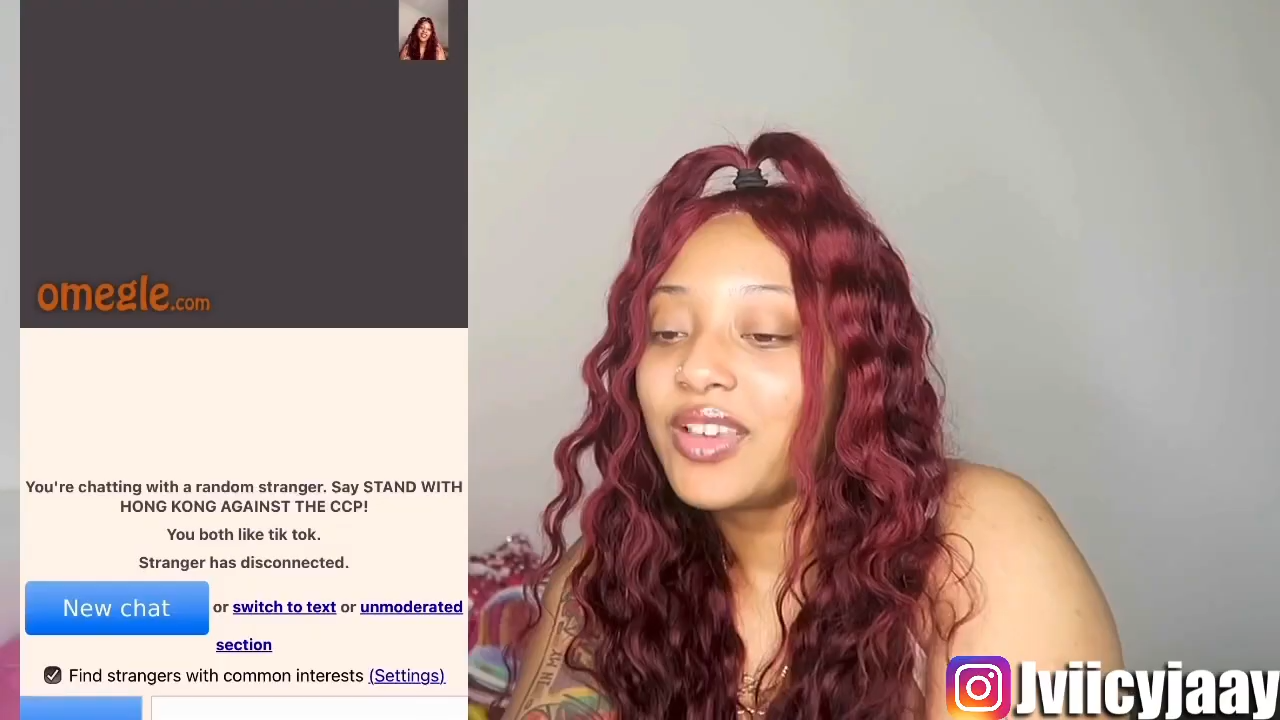 omegle.com
You're chatting with a random stranger. Say STAND WITH
HONG KONG AGAINST THE CCP!
You both like tik tok.
Stranger has disconnected.
New chat or switch to text or unmoderated
section
Find strangers with common interests (Settings)
Jviicyjaay